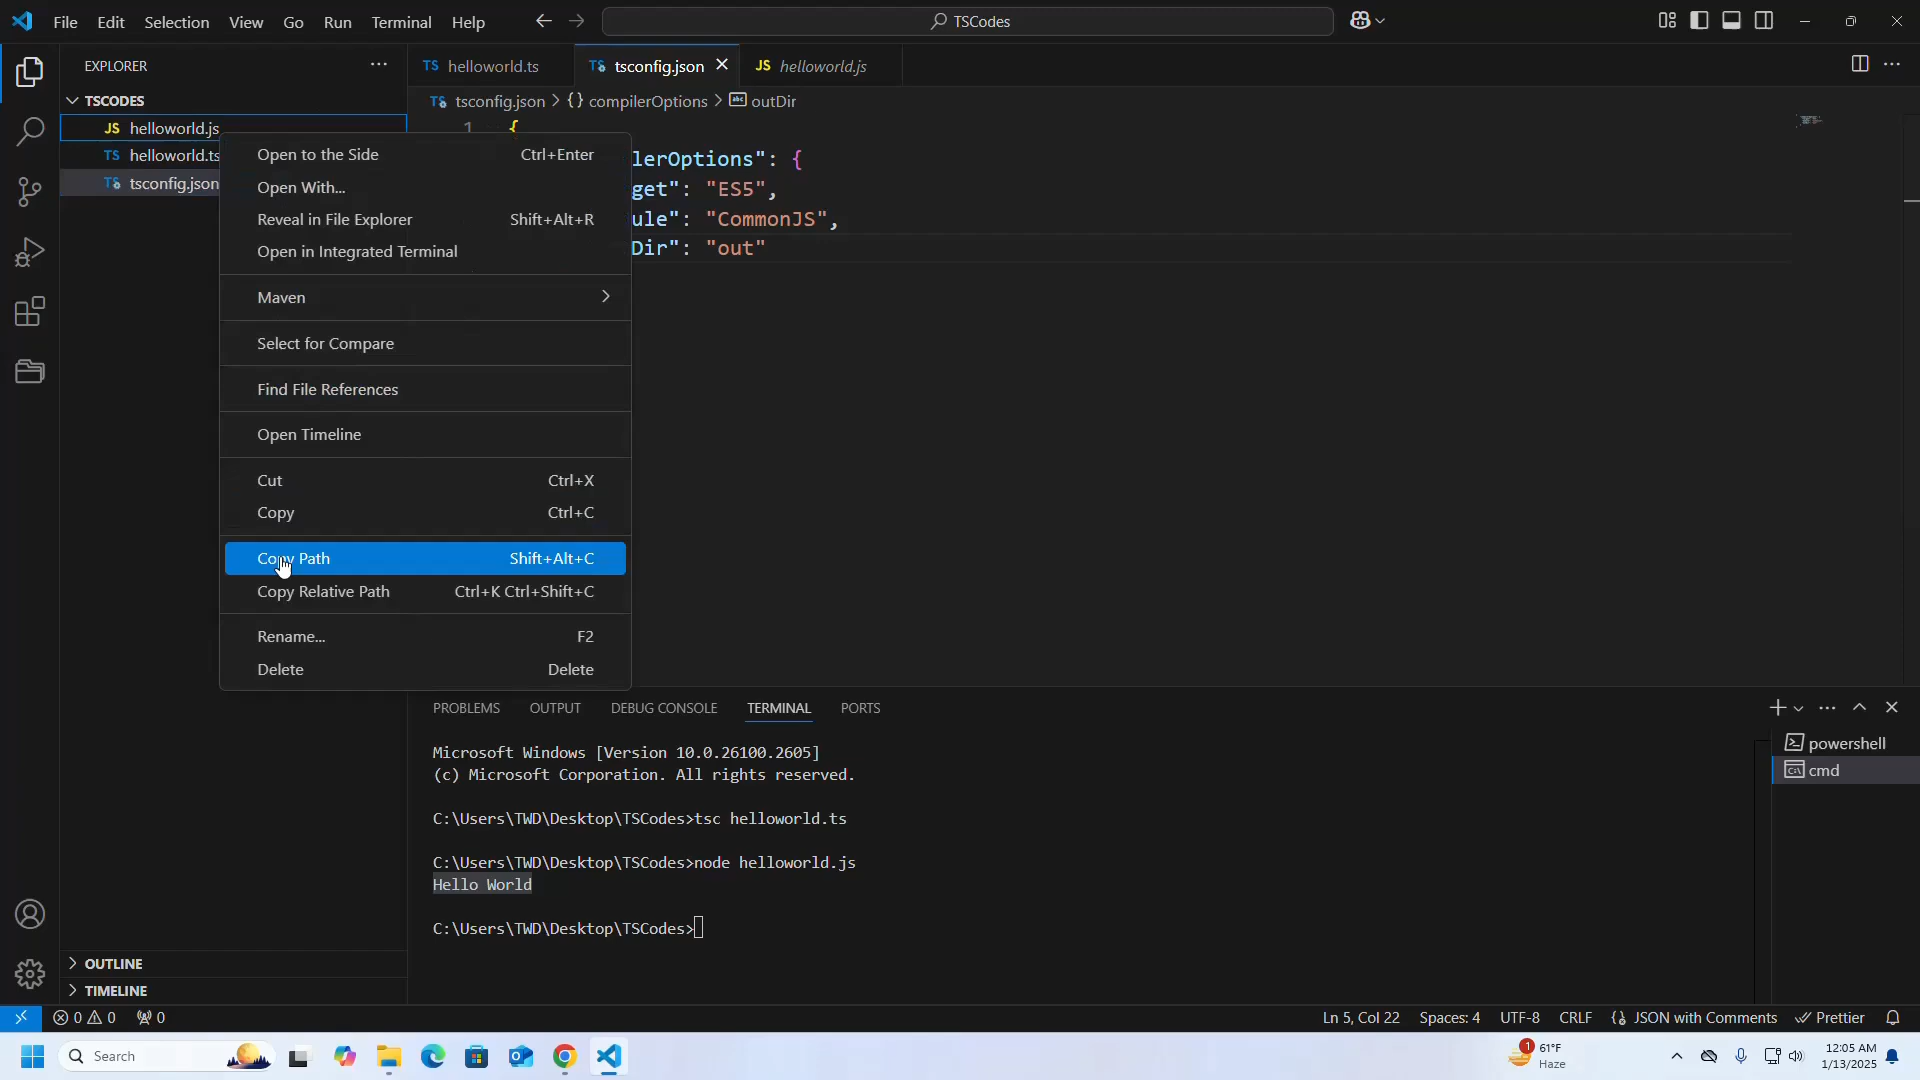 File Edit Selection View Go Run Terminal Help
TSCodes
EXPLORER
TSCODES
JS helloworld.js
TS helloworld.ts
TS tsconfig.json
TS helloworld.ts
TS tsconfig.json
JS helloworld.js
TS tsconfig.json > {} compilerOptions > abc outDir
1 {
lerOptions": {
get": "ES5",
ule": "CommonJS",
Dir": "out"
Open to the Side Ctrl+Enter
Open With...
Reveal in File Explorer Shift+Alt+R
Open in Integrated Terminal
Maven
Select for Compare
Find File References
Open Timeline
Cut Ctrl+X
Copy Ctrl+C
Copy Path Shift+Alt+C
Copy Relative Path Ctrl+K Ctrl+Shift+C
Rename... F2
Delete Delete
PROBLEMS OUTPUT DEBUG CONSOLE TERMINAL PORTS
Microsoft Windows [Version 10.0.26100.2605]
(c) Microsoft Corporation. All rights reserved.
C:\Users\TWD\Desktop\TSCodes>tsc helloworld.ts
C:\Users\TWD\Desktop\TSCodes>node helloworld.js
Hello World
C:\Users\TWD\Desktop\TSCodes>
powershell
cmd
OUTLINE
TIMELINE
0 0 0
Ln 5, Col 22 Spaces: 4 UTF-8 CRLF {} JSON with Comments Prettier
Search
1
61°F
Haze
12:05 AM
1/13/2025